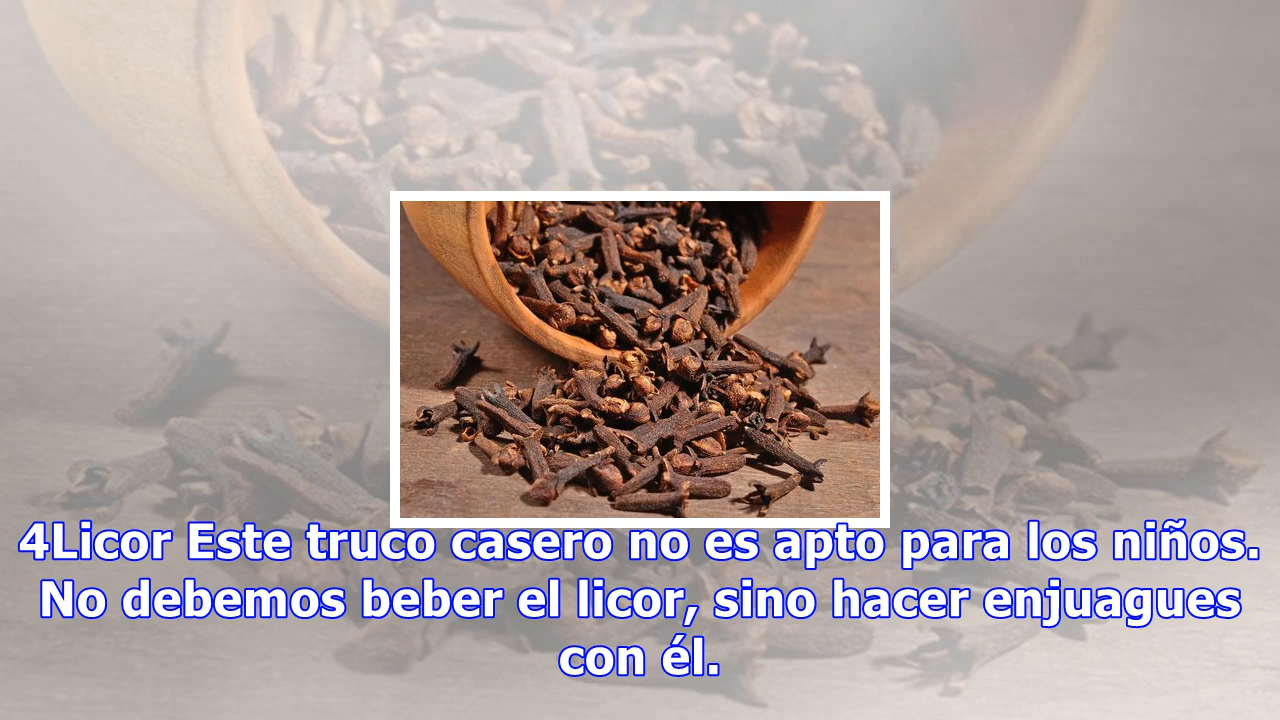 4Licor Este truco casero no es apto para los niños.
No debemos beber el licor, sino hacer enjuagues
con él.